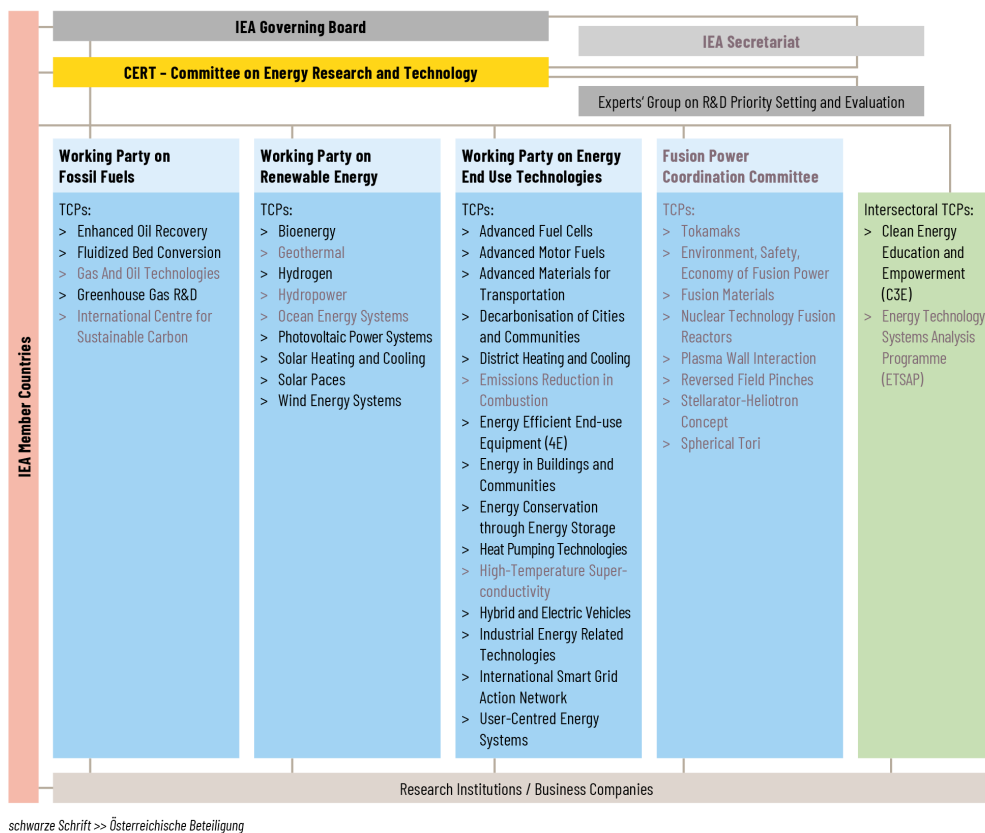 IEA Governing Board
IEA Secretariat
CERT – Committee on Energy Research and Technology
Experts‘ Group on R&D Priority Setting and Evaluation
IEA Member Countries
Working Party on
Fossil Fuels
TCPs:
> Enhanced Oil Recovery
> Fluidized Bed Conversion
> Gas And Oil Technologies
> Greenhouse Gas R&D
> International Centre for
Sustainable Carbon
Working Party on
Renewable Energy
TCPs:
> Bioenergy
> Geothermal
> Hydrogen
> Hydropower
> Ocean Energy Systems
> Photovoltaic Power Systems
> Solar Heating and Cooling
> Solar Paces
> Wind Energy Systems
Working Party on Energy
End Use Technologies
TCPs:
> Advanced Fuel Cells
> Advanced Motor Fuels
> Advanced Materials for
Transportation
> Decarbonisation of Cities
and Communities
> District Heating and Cooling
> Emissions Reduction in
Combustion
> Energy Efficient End-use
Equipment (4E)
> Energy in Buildings and
Communities
> Energy Conservation
through Energy Storage
> Heat Pumping Technologies
> High-Temperature Super-
conductivity
> Hybrid and Electric Vehicles
> Industrial Energy Related
Technologies
> International Smart Grid
Action Network
> User-Centred Energy
Systems
Fusion Power
Coordination Committee
TCPs:
> Tokamaks
> Environment, Safety,
Economy of Fusion Power
> Fusion Materials
> Nuclear Technology Fusion
Reactors
> Plasma Wall Interaction
> Reversed Field Pinches
> Stellarator-Heliotron
Concept
> Spherical Tori
Intersectoral TCPs:
> Clean Energy
Education and
Empowerment
(C3E)
> Energy Technology
Systems Analysis
Programme
(ETSAP)
Research Institutions / Business Companies
schwarze Schrift >> Österreichische Beteiligung